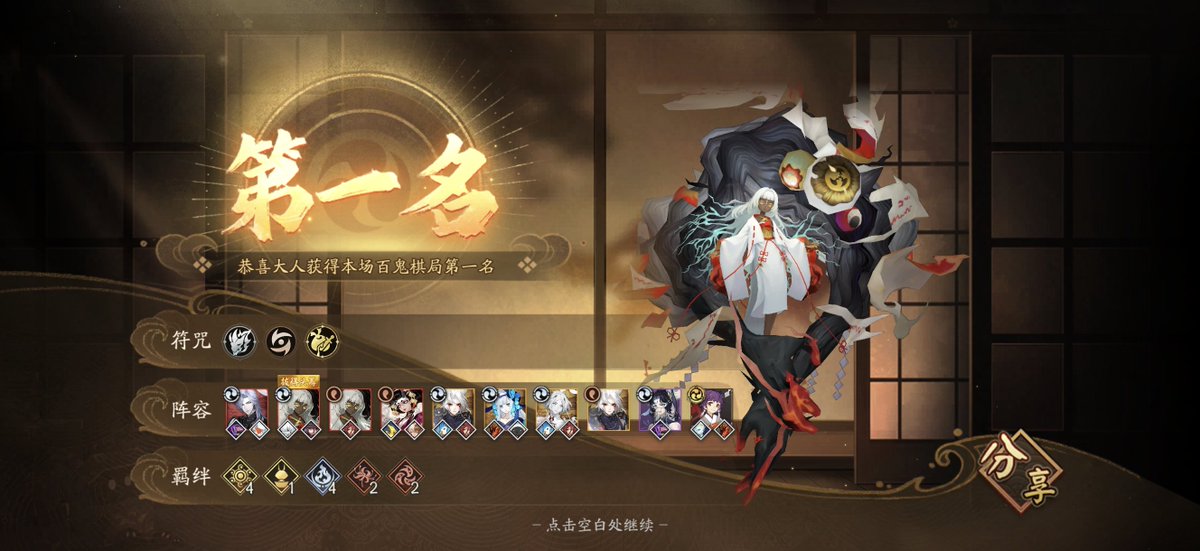 第一名
恭喜大人获得本场百鬼棋局第一名
符咒
阵容
羁绊
4 1 4 2 2
分享
- 点击空白处继续 -